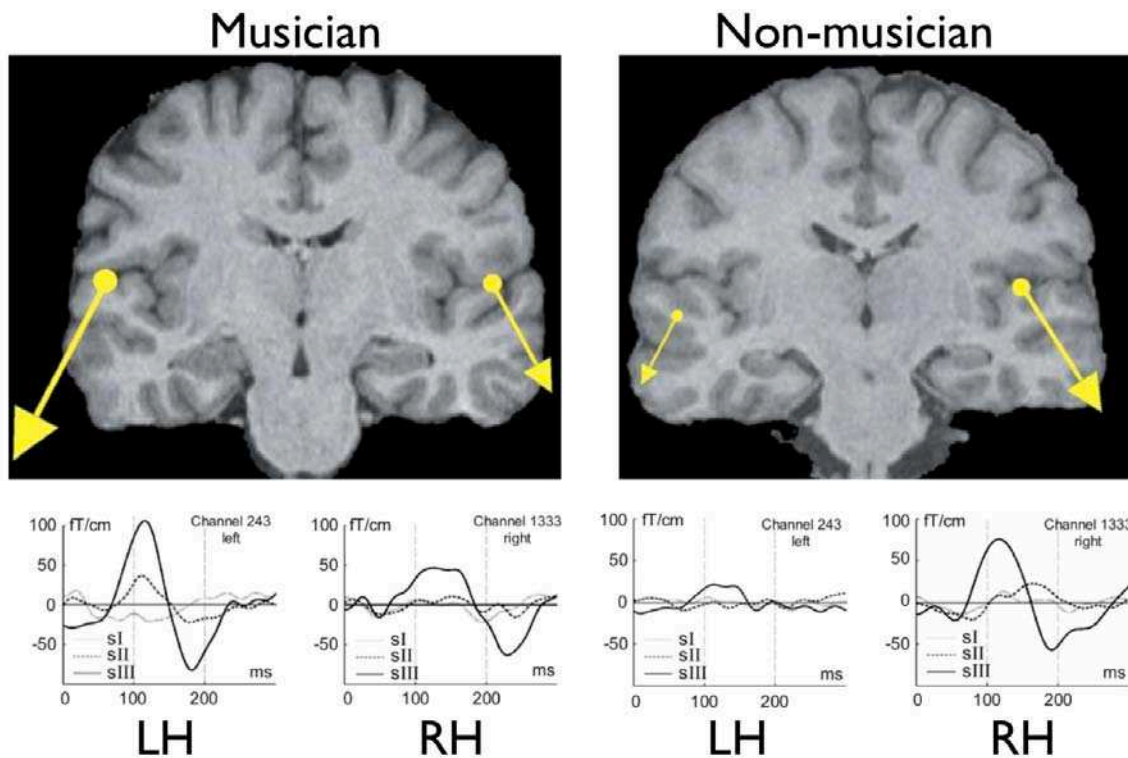 Musician
Non-musician
100
50
0
-50
fT/cm
Channel 243
left
sI
sII
sIII
ms
0
100
200
LH
100
50
0
-50
fT/cm
Channel 1333
right
sI
sII
sIII
ms
0
100
200
RH
100
50
0
-50
fT/cm
Channel 243
left
sI
sII
sIII
ms
0
100
200
LH
100
50
0
-50
fT/cm
Channel 1333
right
sI
sII
sIII
ms
0
100
200
RH